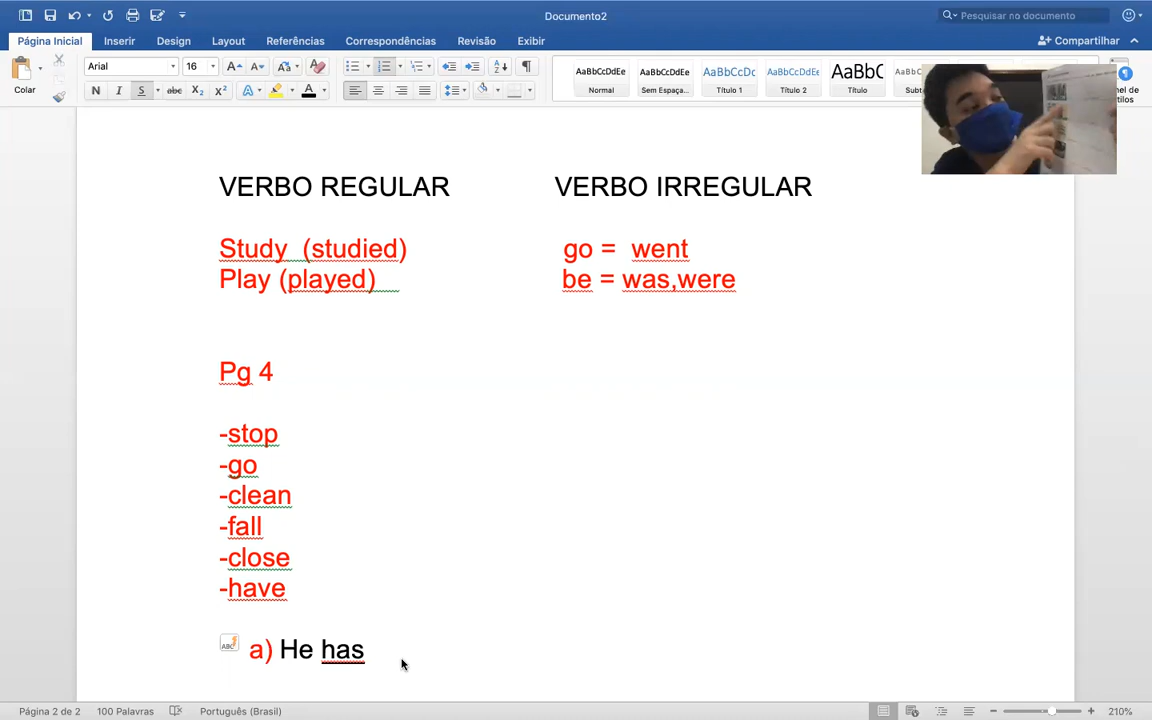 Documento2
Pesquisar no documento
Página Inicial Inserir Design Layout Referências Correspondências Revisão Exibir
Compartilhar
Colar
Arial 16
N I S abc X₂ X² A A
AaBbCcDdEe AaBbCcDdEe AaBbCcDc AaBbCcDdEe AaBbC
Normal Sem Espaça... Título 1 Título 2 Título
VERBO REGULAR VERBO IRREGULAR
Study (studied) go = went
Play (played) be = was,were
Pg 4
-stop
-go
-clean
-fall
-close
-have
a) He has
Página 2 de 2 100 Palavras Português (Brasil) 210%